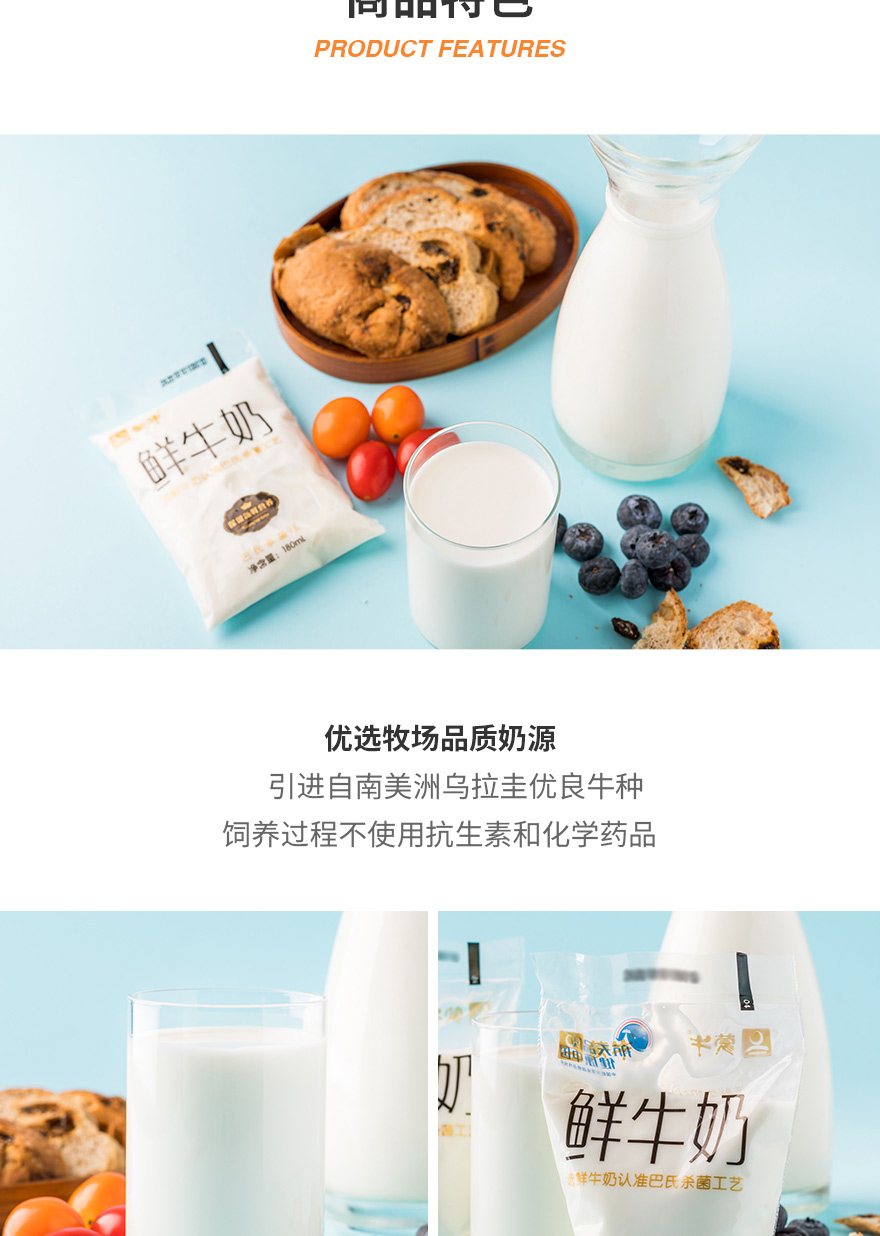 商品特色
PRODUCT FEATURES
鲜牛奶
净含量：180mL
优选牧场品质奶源
引进自南美洲乌拉圭优良牛种
饲养过程不使用抗生素和化学药品
奶
鲜牛奶
鲜牛奶认准巴氏杀菌工艺